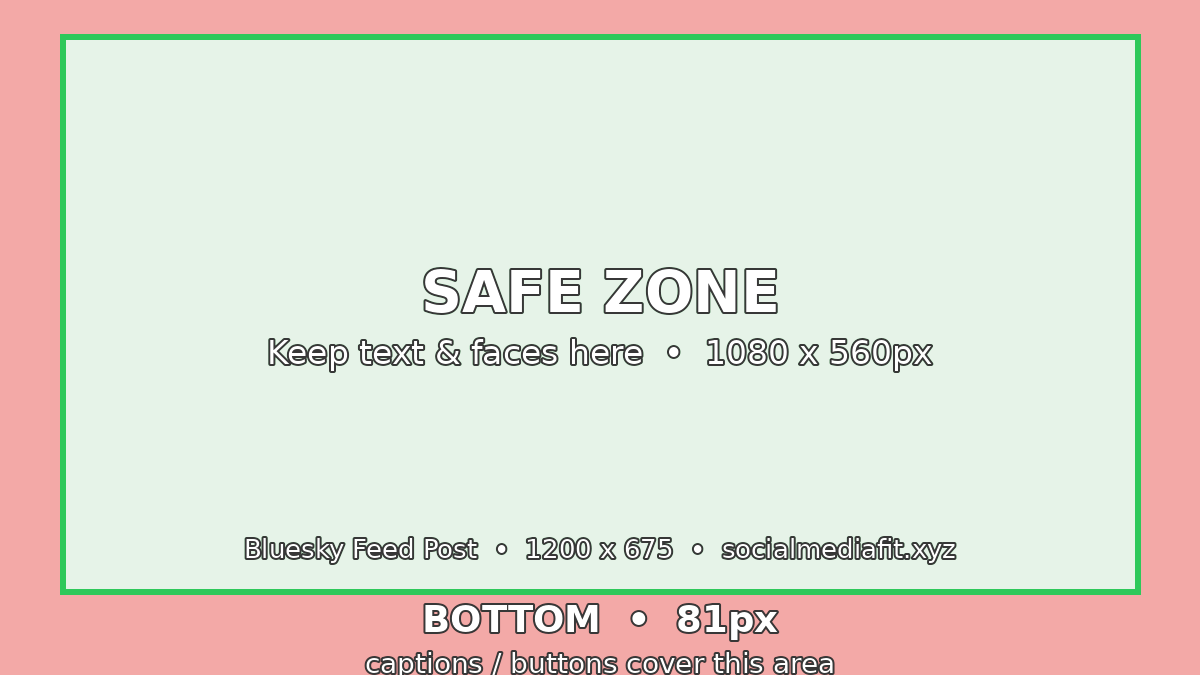 SAFE ZONE
Keep text & faces here • 1080 x 560px
Bluesky Feed Post • 1200 x 675 • socialmediafit.xyz
BOTTOM • 81px
captions / buttons cover this area